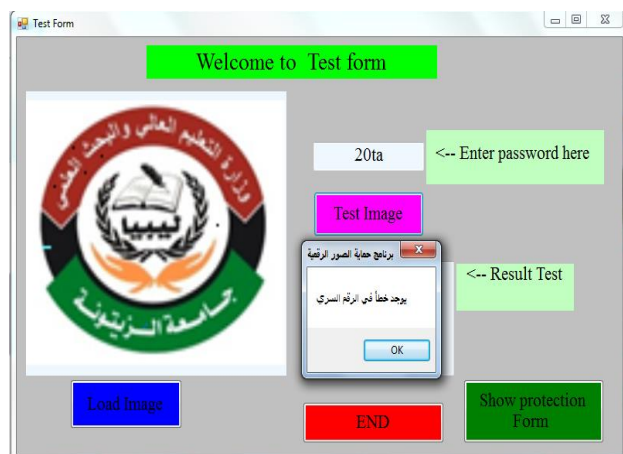 Test Form
Welcome to Test form
وزارة التعليم العالي والبحث العلمي
ليبيا
جامعة الزيتونة
20ta
<-- Enter password here
Test Image
برنامج حماية الصور الرقمية
يوجد خطأ في الرقم السري
OK
<-- Result Test
Load Image
END
Show protection
Form